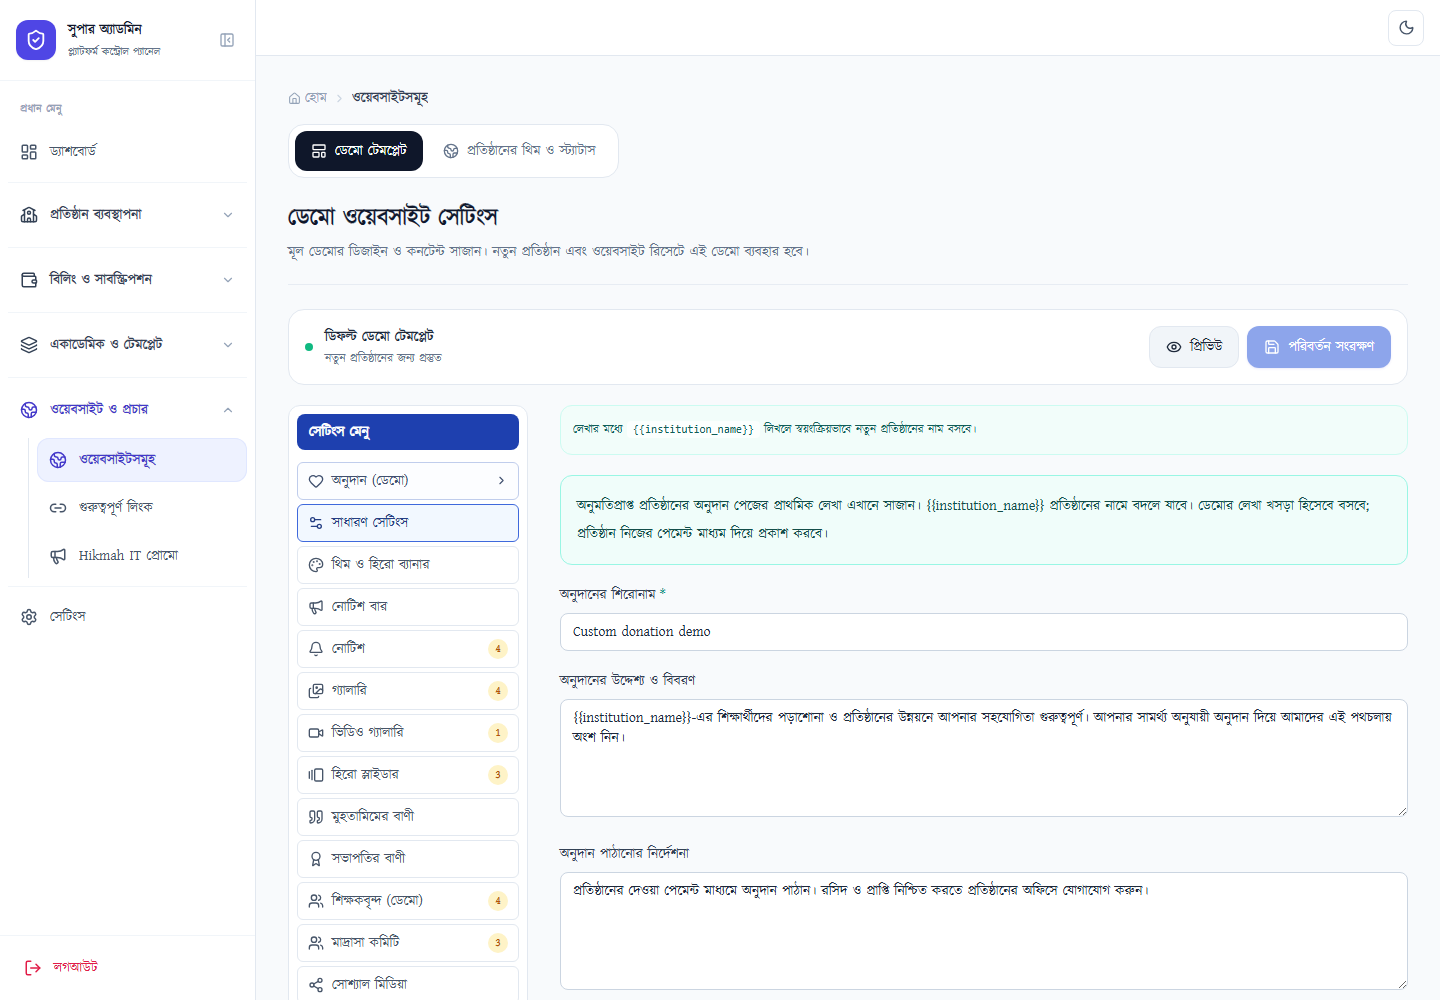 সুপার অ্যাডমিন
প্ল্যাটফর্ম কন্ট্রোল প্যানেল
প্রধান মেনু
ড্যাশবোর্ড
প্রতিষ্ঠান ব্যবস্থাপনা
বিলিং ও সাবস্ক্রিপশন
একাডেমিক ও টেমপ্লেট
ওয়েবসাইট ও প্রচার
ওয়েবসাইটসমূহ
গুরুত্বপূর্ণ লিংক
Hikmah IT প্রোমো
সেটিংস
লগআউট
হোম > ওয়েবসাইটসমূহ
ডেমো টেমপ্লেট
প্রতিষ্ঠানের থিম ও স্ট্যাটাস
ডেমো ওয়েবসাইট সেটিংস
মূল ডেমোর ডিজাইন ও কনটেন্ট সাজান। নতুন প্রতিষ্ঠান এবং ওয়েবসাইট রিসেটে এই ডেমো ব্যবহার হবে।
ডিফল্ট ডেমো টেমপ্লেট
নতুন প্রতিষ্ঠানের জন্য প্রস্তুত
প্রিভিউ
পরিবর্তন সংরক্ষণ
সেটিংস মেনু
অনুদান (ডেমো)
সাধারণ সেটিংস
থিম ও হিরো ব্যানার
নোটিশ বার
নোটিশ 4
গ্যালারি 4
ভিডিও গ্যালারি 1
হিরো স্লাইডার 3
মুহতামিমের বাণী
সভাপতির বাণী
শিক্ষকবৃন্দ (ডেমো) 4
মাদ্রাসা কমিটি 3
সোশ্যাল মিডিয়া
লেখার মধ্যে {{institution_name}} লিখলে স্বয়ংক্রিয়ভাবে নতুন প্রতিষ্ঠানের নাম বসবে।
অনুমতিপ্রাপ্ত প্রতিষ্ঠানের অনুদান পেজের প্রাথমিক লেখা এখানে সাজান। {{institution_name}} প্রতিষ্ঠানের নামে বদলে যাবে। ডেমোর লেখা খসড়া হিসেবে বসবে;
প্রতিষ্ঠান নিজের পেমেন্ট মাধ্যম দিয়ে প্রকাশ করবে।
অনুদানের শিরোনাম *
Custom donation demo
অনুদানের উদ্দেশ্য ও বিবরণ
{{institution_name}}-এর শিক্ষার্থীদের পড়াশোনা ও প্রতিষ্ঠানের উন্নয়নে আপনার সহযোগিতা গুরুত্বপূর্ণ। আপনার সামর্থ্য অনুযায়ী অনুদান দিয়ে আমাদের এই পথচলায়
অংশ নিন।
অনুদান পাঠানোর নির্দেশনা
প্রতিষ্ঠানের দেওয়া পেমেন্ট মাধ্যমে অনুদান পাঠান। রসিদ ও প্রাপ্তি নিশ্চিত করতে প্রতিষ্ঠানের অফিসে যোগাযোগ করুন।